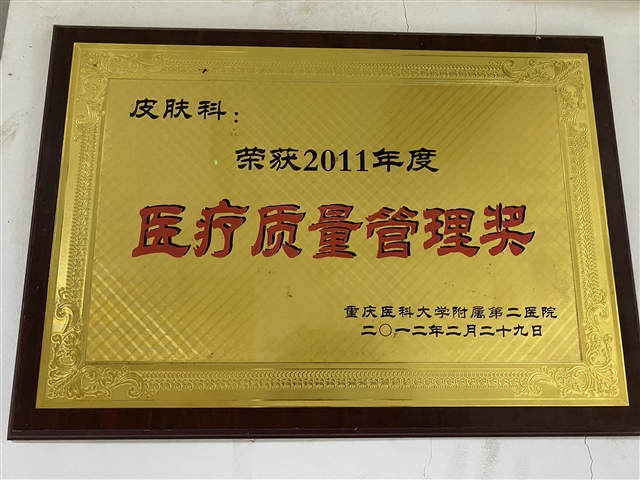 皮肤科：
荣获2011年度
医疗质量管理奖
重庆医科大学附属第二医院
二〇一二年二月二十九日